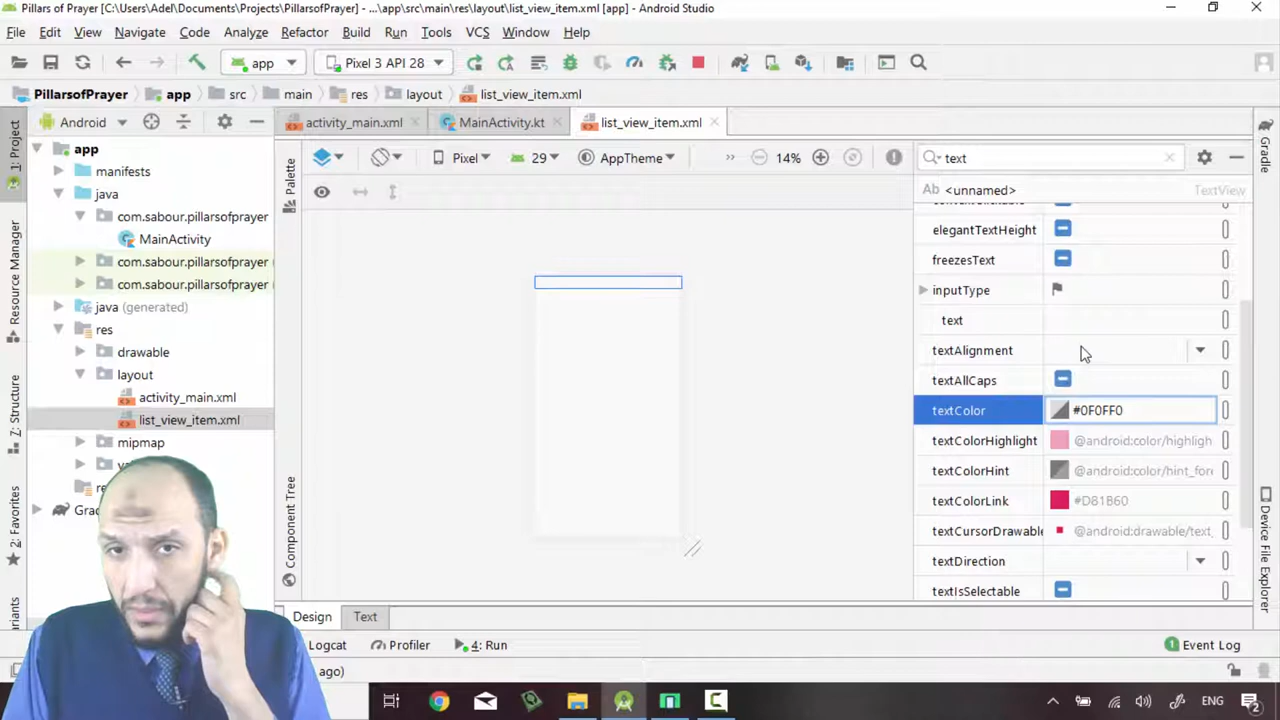 Pillars of Prayer [C:\Users\Adel\Documents\Projects\PillarsofPrayer] - ...\app\src\main\res\layout\list_view_item.xml [app] - Android Studio
File Edit View Navigate Code Analyze Refactor Build Run Tools VCS Window Help
app Pixel 3 API 28
PillarsofPrayer app src main res layout list_view_item.xml
1: Project
Resource Manager
Z: Structure
2: Favorites
Android
app
manifests
java
com.sabour.pillarsofprayer
MainActivity
com.sabour.pillarsofprayer
com.sabour.pillarsofprayer
java (generated)
res
drawable
layout
activity_main.xml
list_view_item.xml
mipmap
activity_main.xml MainActivity.kt list_view_item.xml
Palette
Component Tree
Pixel 29 AppTheme 14%
text
Ab <unnamed> TextView
elegantTextHeight
freezesText
inputType
text
textAlignment
textAllCaps
textColor #0F0FF0
textColorHighlight @android:color/highligh
textColorHint @android:color/hint_fore
textColorLink #D81B60
textCursorDrawable @android:drawable/text_
textDirection
textIsSelectable
Gradle
Device File Explorer
Design Text
Logcat Profiler 4: Run 1 Event Log
ago)
ENG 2